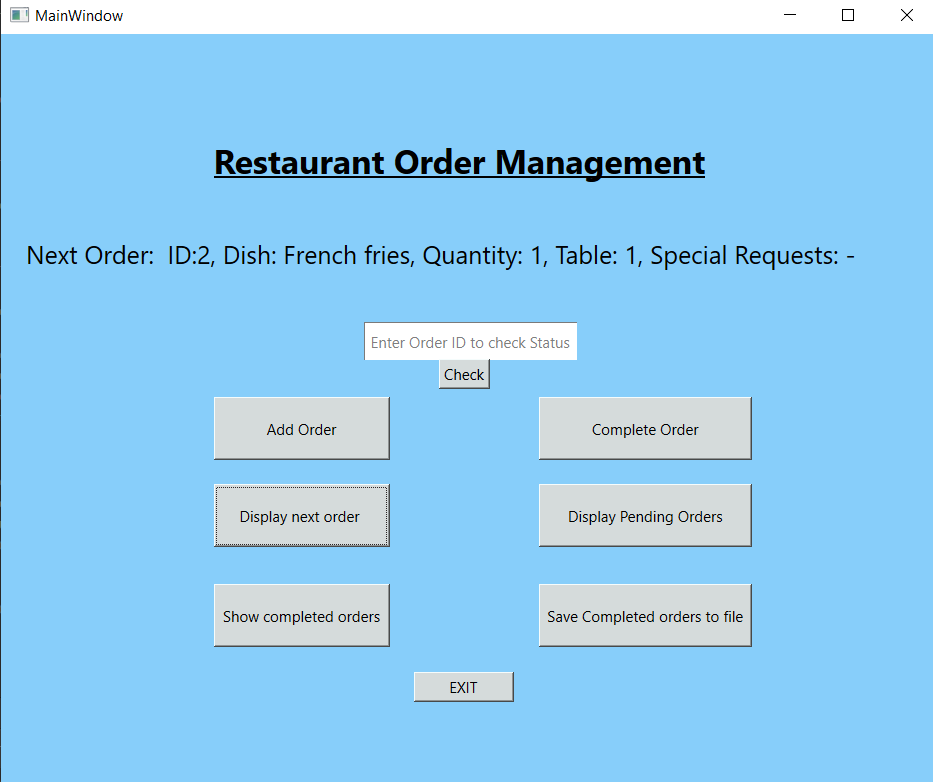 MainWindow
Restaurant Order Management
Next Order:  ID:2, Dish: French fries, Quantity: 1, Table: 1, Special Requests: -
Enter Order ID to check Status
Check
Add Order
Complete Order
Display next order
Display Pending Orders
Show completed orders
Save Completed orders to file
EXIT